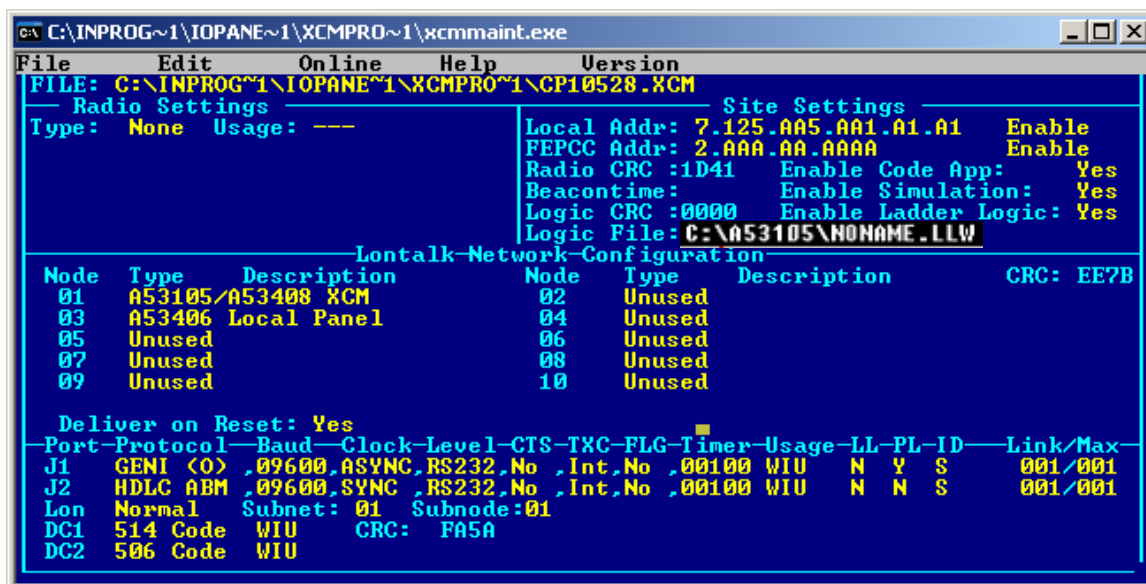 C:\INPROG~1\IOPANE~1\XCMPRO~1\xcmmaint.exe
File Edit Online Help Version
FILE: C:\INPROG~1\IOPANE~1\XCMPRO~1\CP10528.XCM
Radio Settings Site Settings
Type: None Usage: --- Local Addr: 7.125.AA5.AA1.A1.A1 Enable
FEPCC Addr: 2.AAA.AA.AAAA Enable
Radio CRC :1D41 Enable Code App: Yes
Beacontime: Enable Simulation: Yes
Logic CRC :0000 Enable Ladder Logic: Yes
Logic File: C:\A53105\NONAME.LLW
Lontalk-Network-Configuration
Node Type Description Node Type Description CRC: EE7B
01 A53105/A53408 XCM 02 Unused
03 A53406 Local Panel 04 Unused
05 Unused 06 Unused
07 Unused 08 Unused
09 Unused 10 Unused
Deliver on Reset: Yes
Port-Protocol-Baud-Clock-Level-CTS-TXC-FLG-Timer-Usage-LL-PL-ID-Link/Max
J1 GENI (O) ,09600,ASYNC,RS232,No ,Int,No ,00100 WIU N Y S 001/001
J2 HDLC ABM ,09600,SYNC ,RS232,No ,Int,No ,00100 WIU N N S 001/001
Lon Normal Subnet: 01 Subnode:01
DC1 514 Code WIU CRC: FA5A
DC2 506 Code WIU